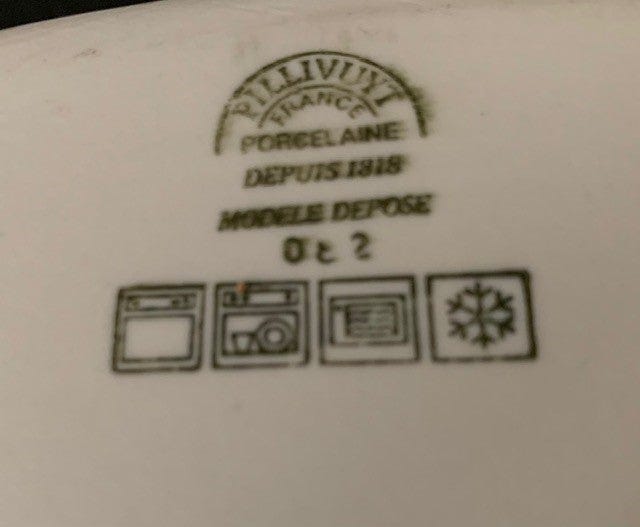 PILLIVUYT
FRANCE
PORCELAINE
DEPUIS 1818
MODELE DEPOSE